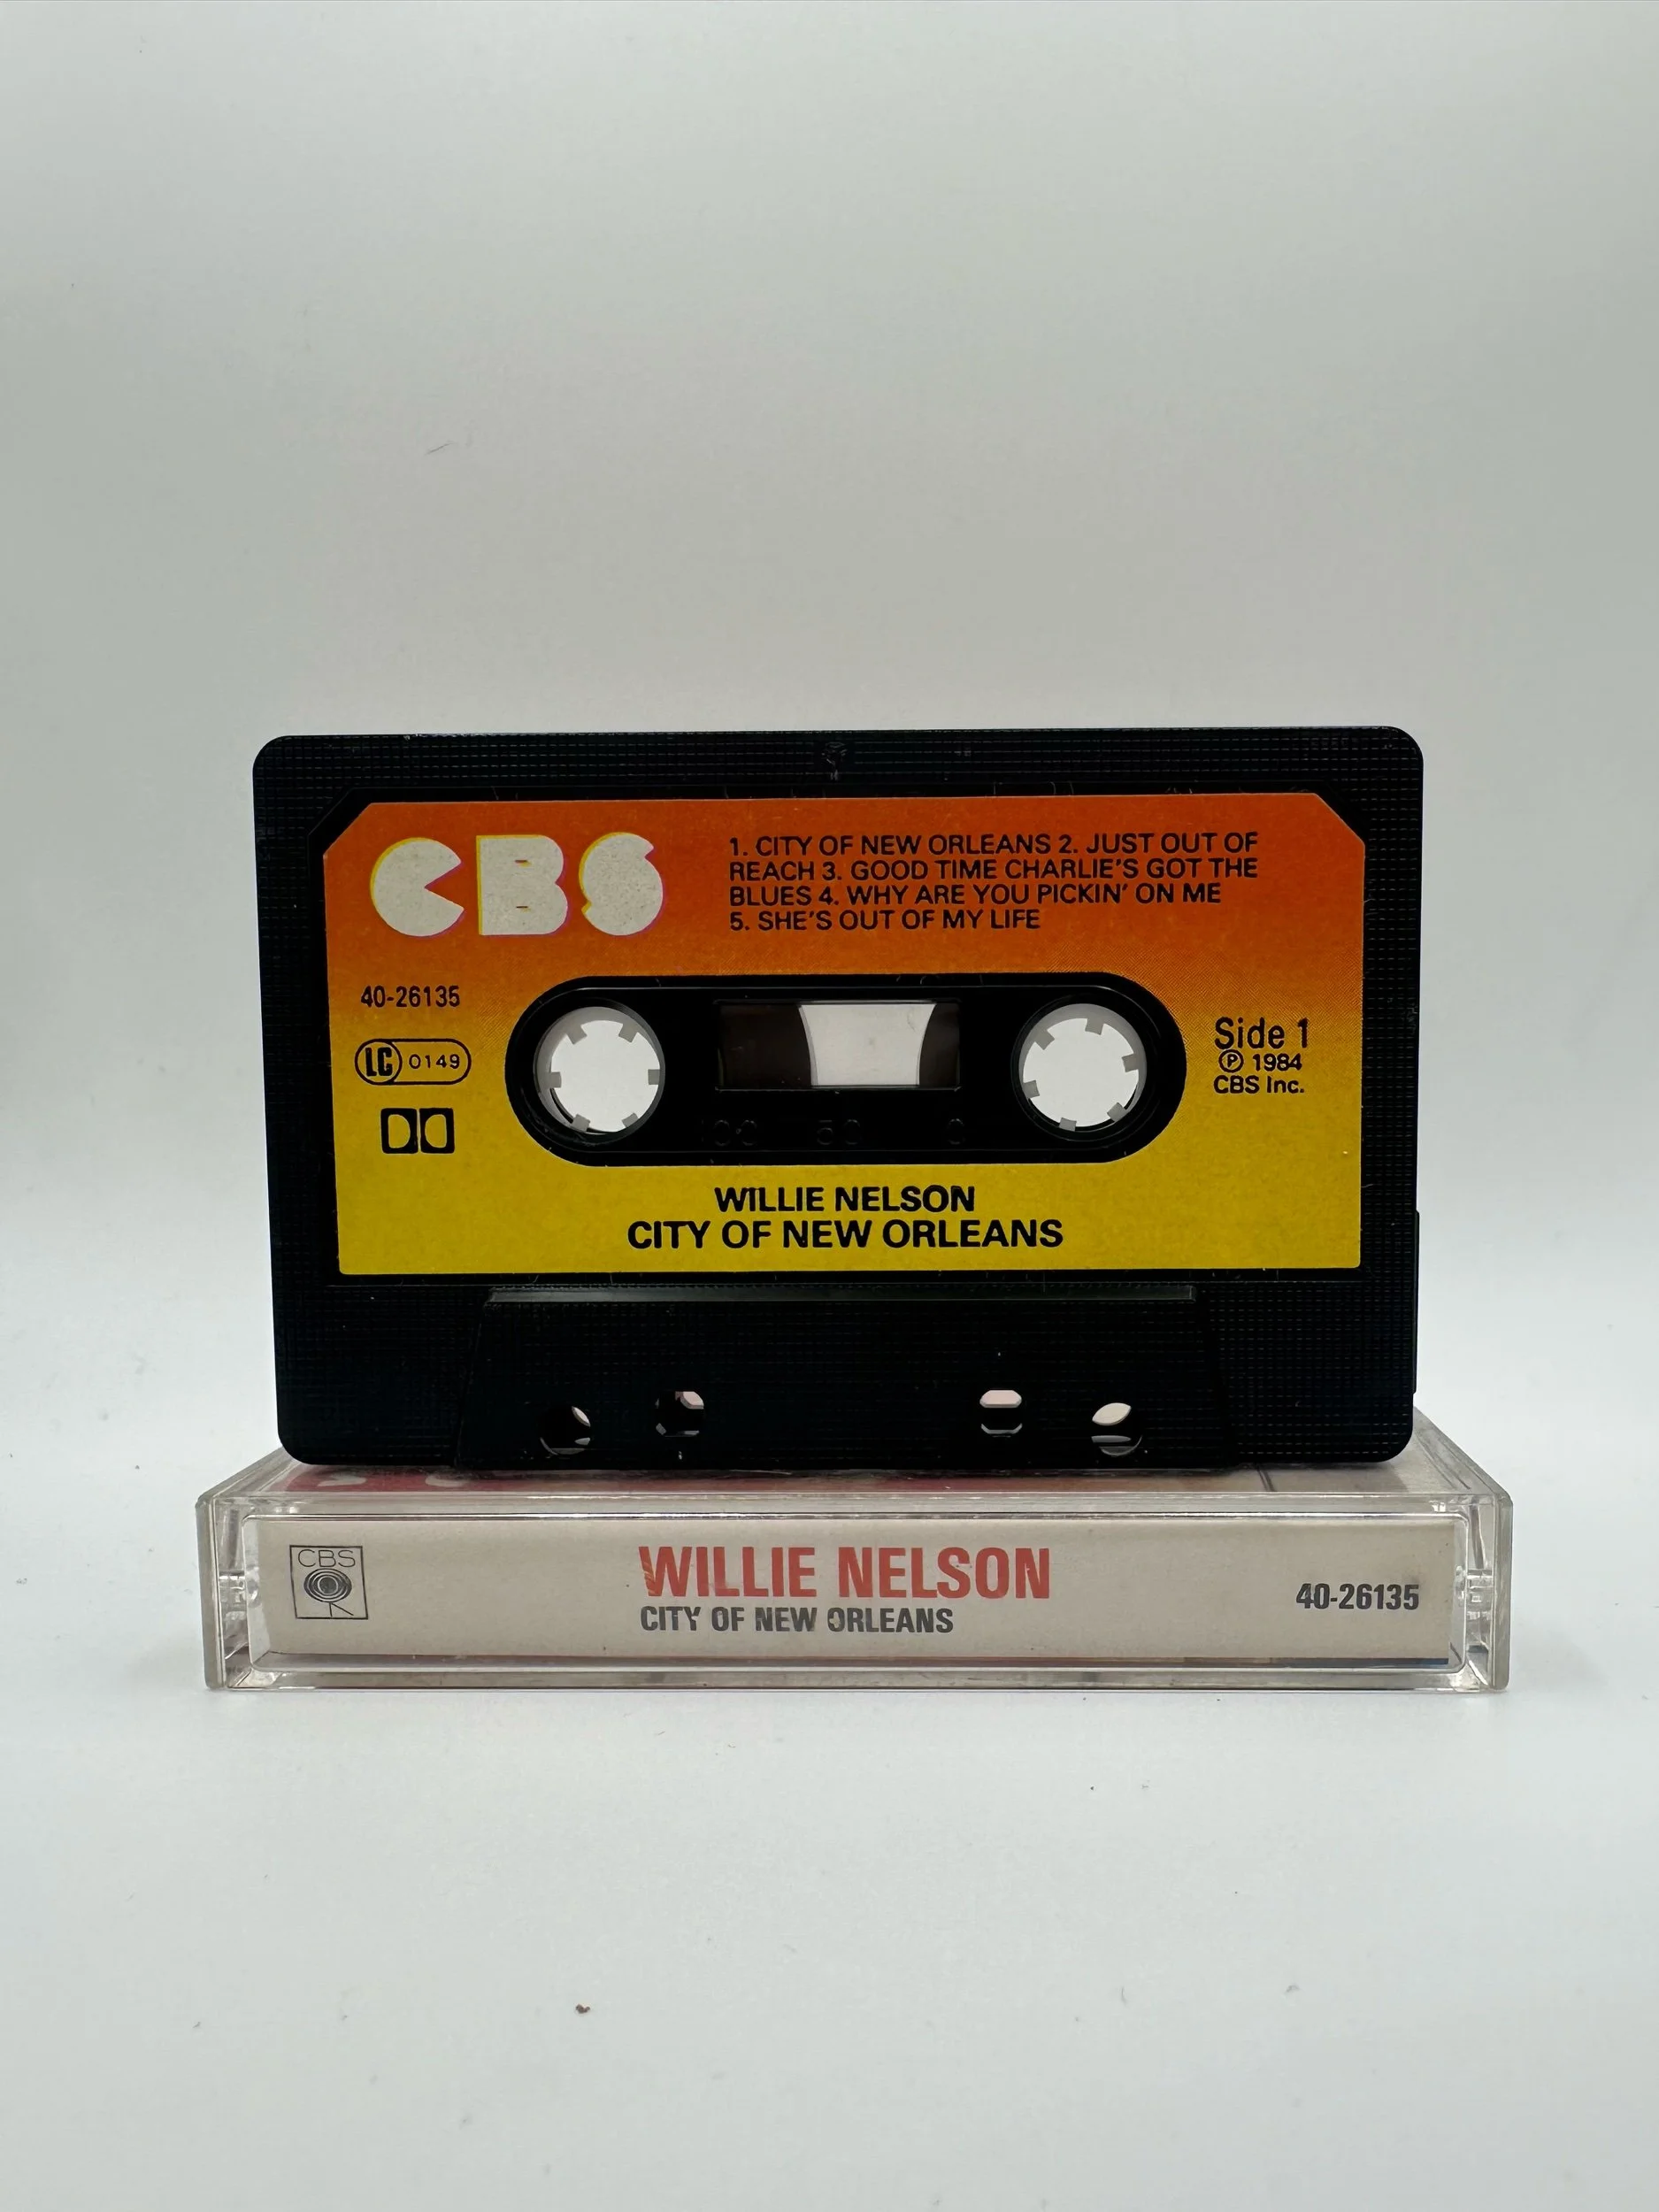 CBS
1. CITY OF NEW ORLEANS 2. JUST OUT OF
REACH 3. GOOD TIME CHARLIE'S GOT THE
BLUES 4. WHY ARE YOU PICKIN' ON ME
5. SHE'S OUT OF MY LIFE
40-26135
LC 0149
Side 1
℗ 1984
CBS Inc.
100 50 0
WILLIE NELSON
CITY OF NEW ORLEANS
CBS
WILLIE NELSON
CITY OF NEW ORLEANS
40-26135